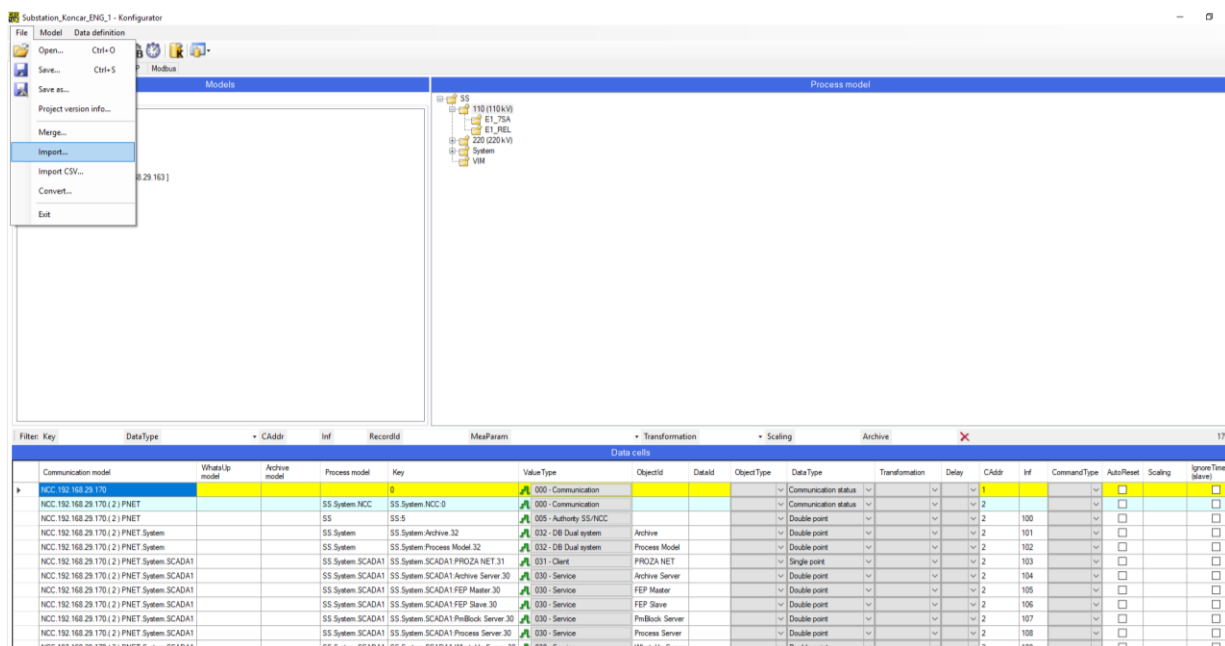 Substation_Koncar_ENG_1 - Konfigurator
File Model Data definition
Open... Ctrl+O
Save... Ctrl+S
Save as...
Project version info...
Merge...
Import...
Import CSV...
Convert...
Exit
Modbus
Models
8.29.163 ]
Process model
SS
110 (110 kV)
E1_7SA
E1_REL
220 (220 kV)
System
VIM
Filter: Key DataType CAddr Inf RecordId MeaParam Transformation Scaling Archive 17
Data cells
Communication model WhatsUp model Archive model Process model Key ValueType ObjectId DataId ObjectType DataType Transformation Delay CAddr Inf CommandType AutoReset Scaling IgnoreTime (slave)
NCC.192.168.29.170 0 000 - Communication Communication status 1
NCC.192.168.29.170.( 2 ) PNET SS.System.NCC SS.System.NCC:0 000 - Communication Communication status 2
NCC.192.168.29.170.( 2 ) PNET SS SS:5 005 - Authority SS/NCC Double point 2 100
NCC.192.168.29.170.( 2 ) PNET.System SS.System SS.System:Archive.32 032 - DB Dual system Archive Double point 2 101
NCC.192.168.29.170.( 2 ) PNET.System SS.System SS.System:Process Model.32 032 - DB Dual system Process Model Double point 2 102
NCC.192.168.29.170.( 2 ) PNET.System.SCADA1 SS.System.SCADA1 SS.System.SCADA1:PROZA NET.31 031 - Client PROZA NET Single point 2 103
NCC.192.168.29.170.( 2 ) PNET.System.SCADA1 SS.System.SCADA1 SS.System.SCADA1:Archive Server.30 030 - Service Archive Server Double point 2 104
NCC.192.168.29.170.( 2 ) PNET.System.SCADA1 SS.System.SCADA1 SS.System.SCADA1:FEP Master.30 030 - Service FEP Master Double point 2 105
NCC.192.168.29.170.( 2 ) PNET.System.SCADA1 SS.System.SCADA1 SS.System.SCADA1:FEP Slave.30 030 - Service FEP Slave Double point 2 106
NCC.192.168.29.170.( 2 ) PNET.System.SCADA1 SS.System.SCADA1 SS.System.SCADA1:PmBlock Server.30 030 - Service PmBlock Server Double point 2 107
NCC.192.168.29.170.( 2 ) PNET.System.SCADA1 SS.System.SCADA1 SS.System.SCADA1:Process Server.30 030 - Service Process Server Double point 2 108